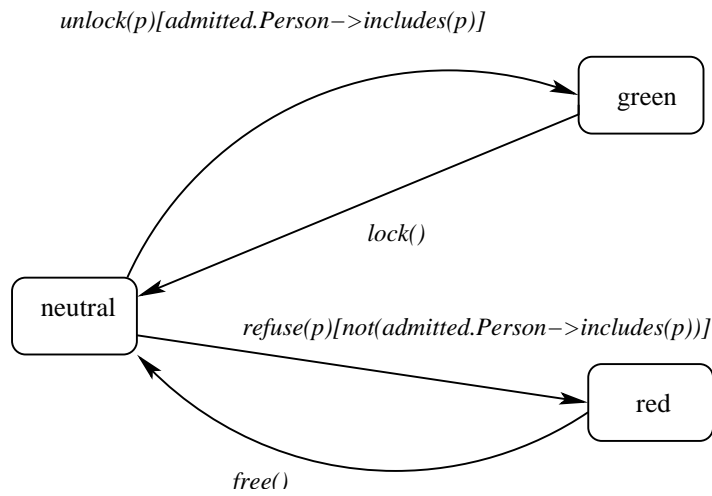 unlock(p)[admitted.Person−>includes(p)]
green
lock()
neutral
refuse(p)[not(admitted.Person−>includes(p))]
red
free()